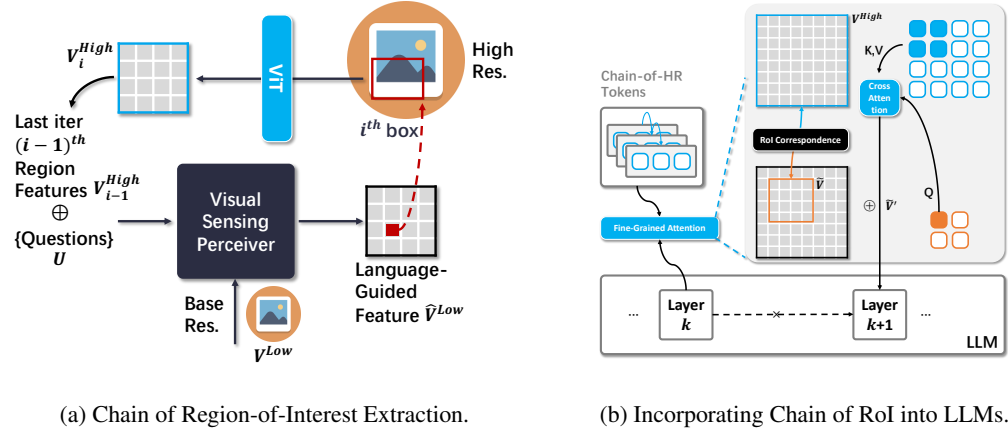 V_i^{High}
ViT
High
Res.
i^{th} box
Last iter
(i − 1)^{th}
Region
Features V_{i−1}^{High}
⊕
{Questions}
U
Visual
Sensing
Perceiver
Language-
Guided
Feature V̂^{Low}
Base
Res.
V^{Low}
(a) Chain of Region-of-Interest Extraction.
Chain-of-HR
Tokens
Fine-Grained Attention
V^{High}
K,V
Cross
Atten
tion
RoI Correspondence
Ṽ
Q
⊕ Ṽ'
...
Layer
k
×
Layer
k+1
...
LLM
(b) Incorporating Chain of RoI into LLMs.